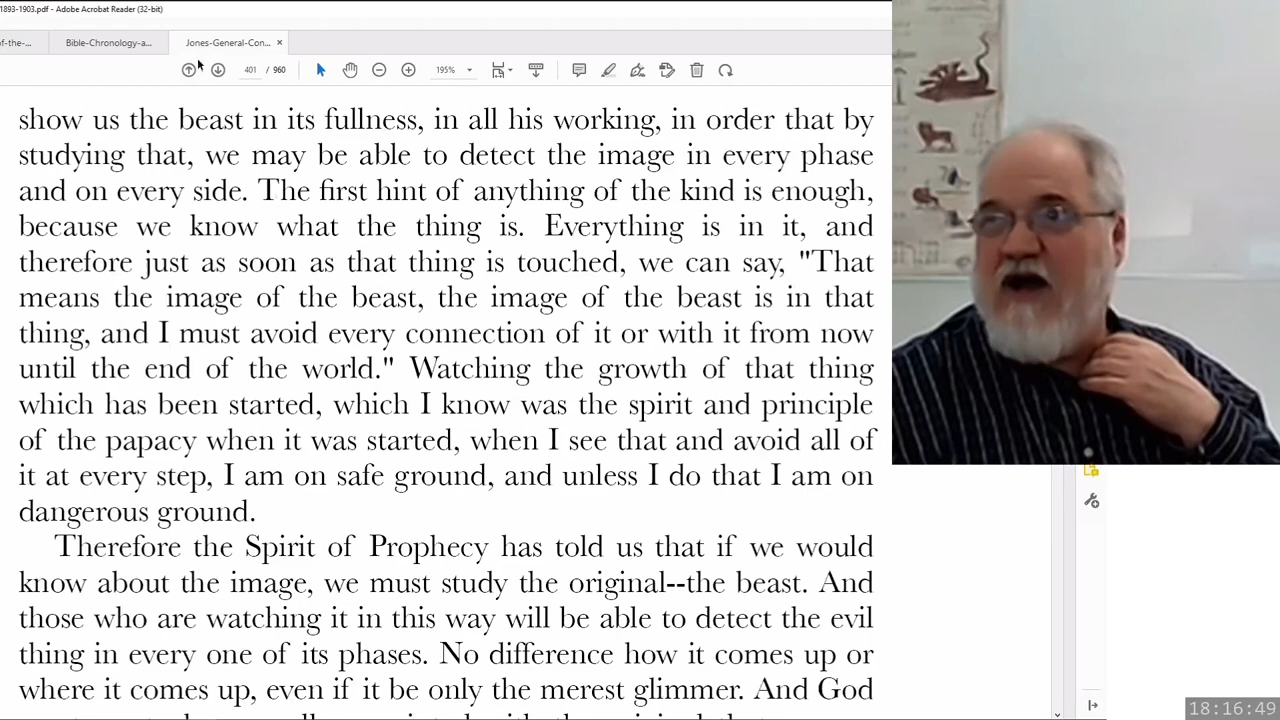 1893-1903.pdf - Adobe Acrobat Reader (32-bit)
of-the-... Bible-Chronology-a... Jones-General-Con... ×
401 / 960 195%
show us the beast in its fullness, in all his working, in order that by
studying that, we may be able to detect the image in every phase
and on every side. The first hint of anything of the kind is enough,
because we know what the thing is. Everything is in it, and
therefore just as soon as that thing is touched, we can say, "That
means the image of the beast, the image of the beast is in that
thing, and I must avoid every connection of it or with it from now
until the end of the world." Watching the growth of that thing
which has been started, which I know was the spirit and principle
of the papacy when it was started, when I see that and avoid all of
it at every step, I am on safe ground, and unless I do that I am on
dangerous ground.
Therefore the Spirit of Prophecy has told us that if we would
know about the image, we must study the original--the beast. And
those who are watching it in this way will be able to detect the evil
thing in every one of its phases. No difference how it comes up or
where it comes up, even if it be only the merest glimmer. And God
18:16:49